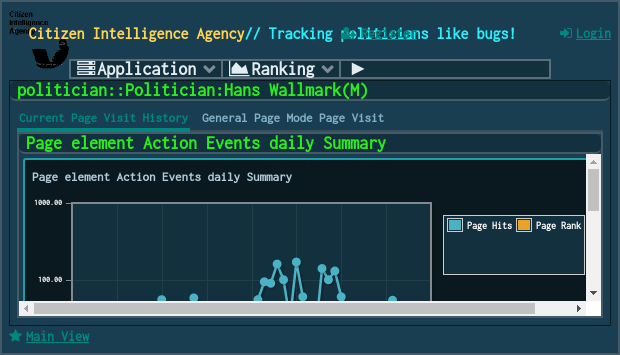 Citizen
Intelligence
Agency
Citizen Intelligence Agency// Tracking politicians like bugs!
Login
Application
Ranking
politician::Politician:Hans Wallmark(M)
Current Page Visit History
General Page Mode Page Visit
Page element Action Events daily Summary
Page element Action Events daily Summary
1000.00
100.00
Page Hits
Page Rank
Main View